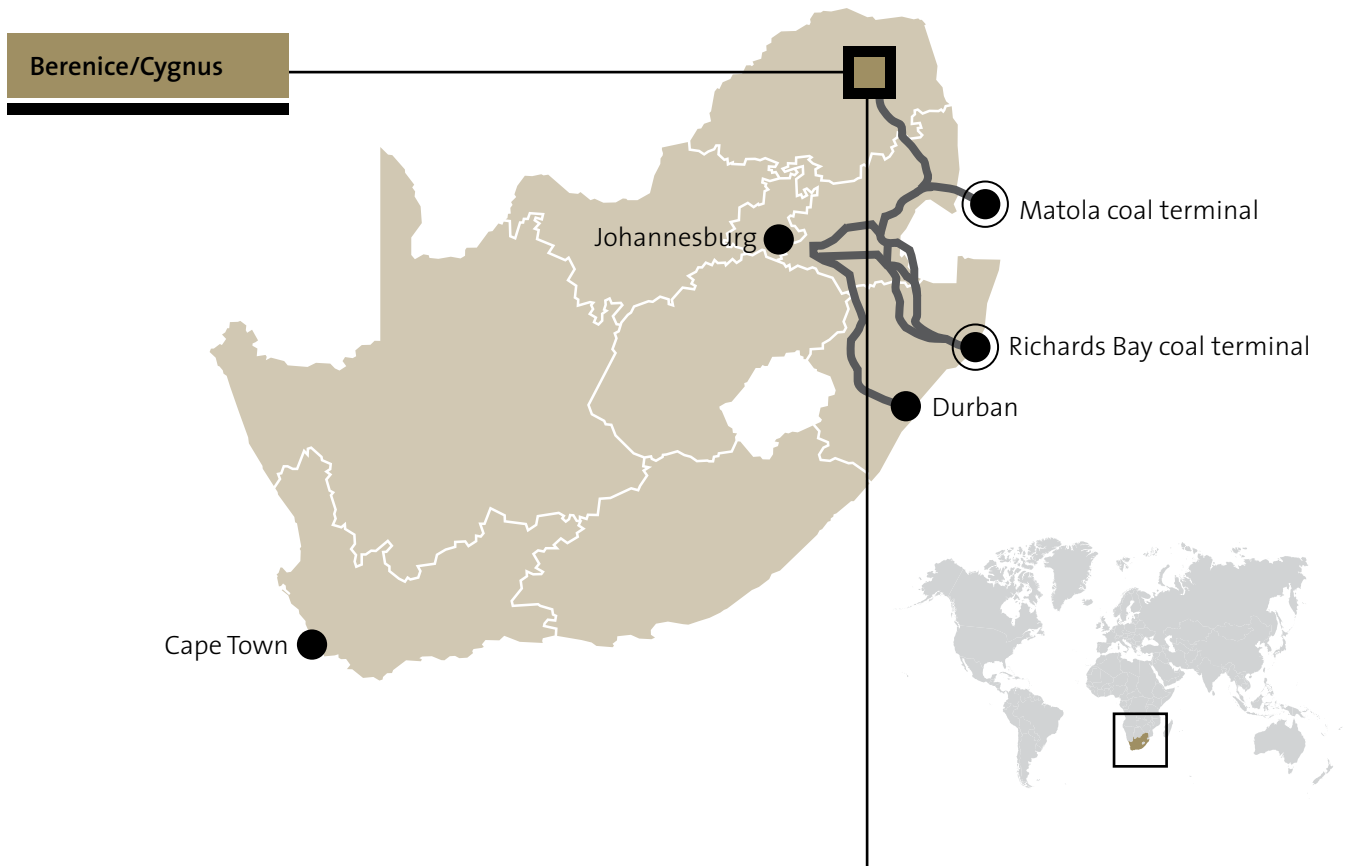 Berenice/Cygnus
Matola coal terminal
Johannesburg
Richards Bay coal terminal
Durban
Cape Town